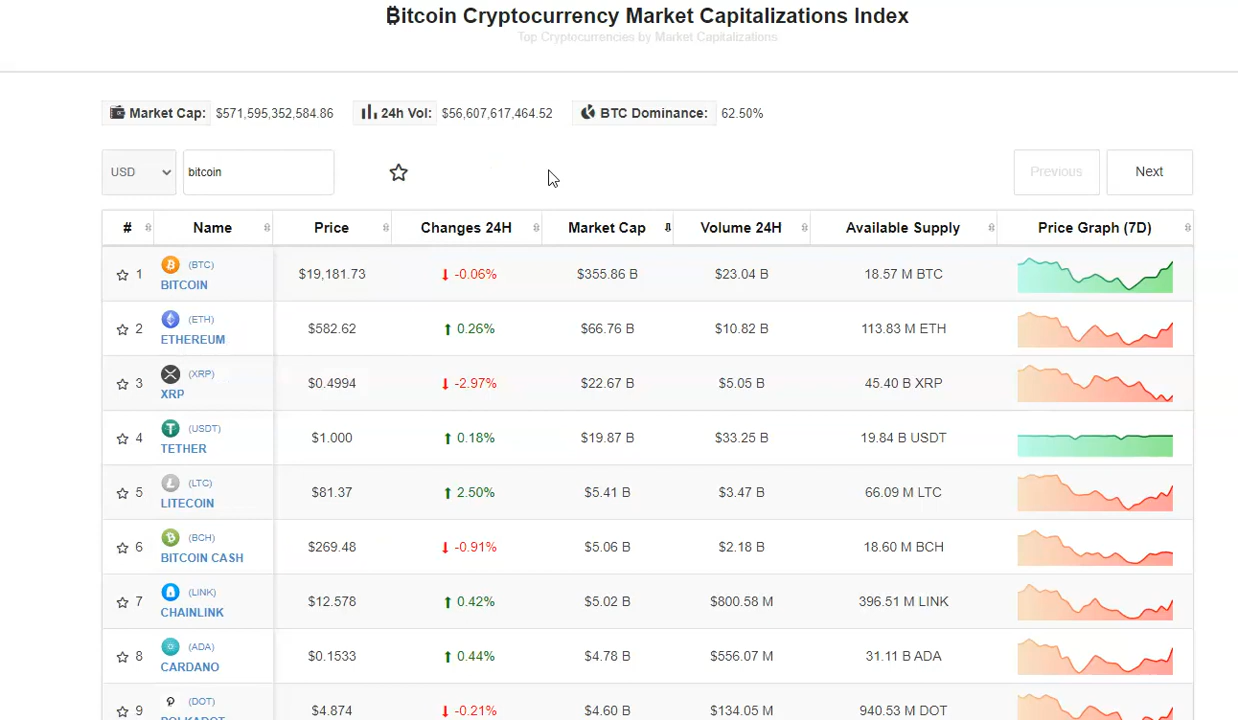 ₿itcoin Cryptocurrency Market Capitalizations Index
Top Cryptocurrencies by Market Capitalizations
Market Cap: $571,595,352,584.86 24h Vol: $56,607,617,464.52 BTC Dominance: 62.50%
USD bitcoin Previous Next
# Name Price Changes 24H Market Cap Volume 24H Available Supply Price Graph (7D)
1 (BTC) BITCOIN $19,181.73 -0.06% $355.86 B $23.04 B 18.57 M BTC
2 (ETH) ETHEREUM $582.62 0.26% $66.76 B $10.82 B 113.83 M ETH
3 (XRP) XRP $0.4994 -2.97% $22.67 B $5.05 B 45.40 B XRP
4 (USDT) TETHER $1.000 0.18% $19.87 B $33.25 B 19.84 B USDT
5 (LTC) LITECOIN $81.37 2.50% $5.41 B $3.47 B 66.09 M LTC
6 (BCH) BITCOIN CASH $269.48 -0.91% $5.06 B $2.18 B 18.60 M BCH
7 (LINK) CHAINLINK $12.578 0.42% $5.02 B $800.58 M 396.51 M LINK
8 (ADA) CARDANO $0.1533 0.44% $4.78 B $556.07 M 31.11 B ADA
9 (DOT) POLKADOT $4.874 -0.21% $4.60 B $134.05 M 940.53 M DOT